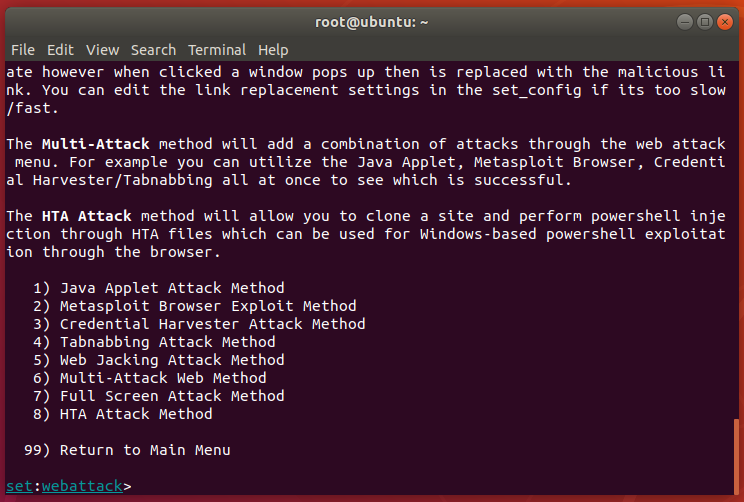 root@ubuntu: ~
File Edit View Search Terminal Help
ate however when clicked a window pops up then is replaced with the malicious li
nk. You can edit the link replacement settings in the set_config if its too slow
/fast.
The Multi-Attack method will add a combination of attacks through the web attack
 menu. For example you can utilize the Java Applet, Metasploit Browser, Credenti
al Harvester/Tabnabbing all at once to see which is successful.
The HTA Attack method will allow you to clone a site and perform powershell inje
ction through HTA files which can be used for Windows-based powershell exploitat
ion through the browser.
   1) Java Applet Attack Method
   2) Metasploit Browser Exploit Method
   3) Credential Harvester Attack Method
   4) Tabnabbing Attack Method
   5) Web Jacking Attack Method
   6) Multi-Attack Web Method
   7) Full Screen Attack Method
   8) HTA Attack Method
  99) Return to Main Menu
set:webattack>